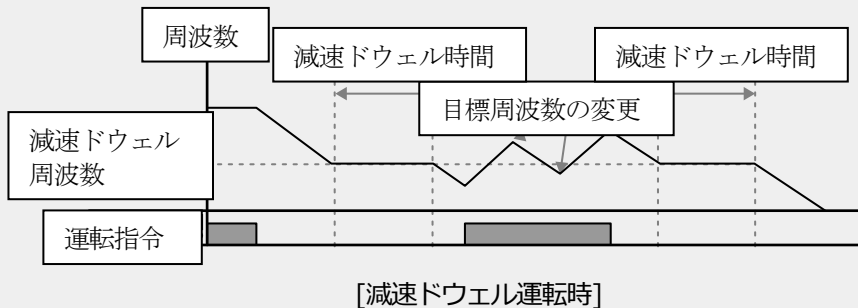 周波数
減速ドウェル時間
減速ドウェル時間
目標周波数の変更
減速ドウェル
周波数
運転指令
[減速ドウェル運転時]